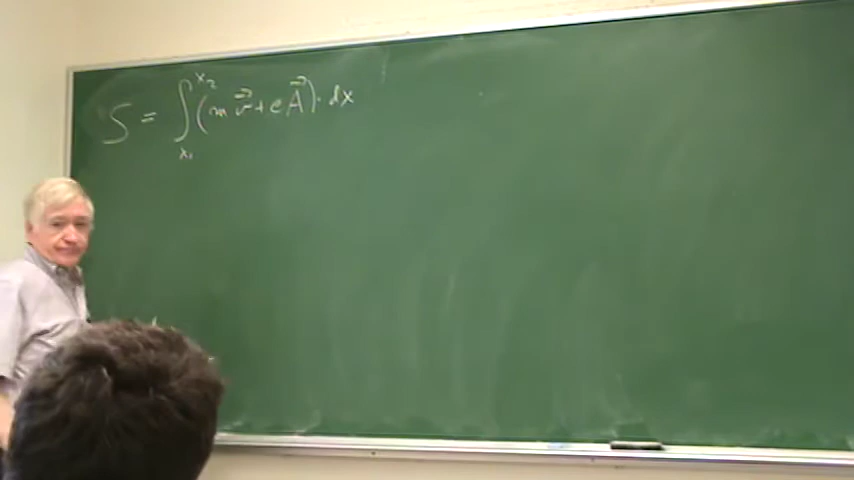 S = ∫_{x₁}^{x₂} (m v⃗ + e A⃗) · dx